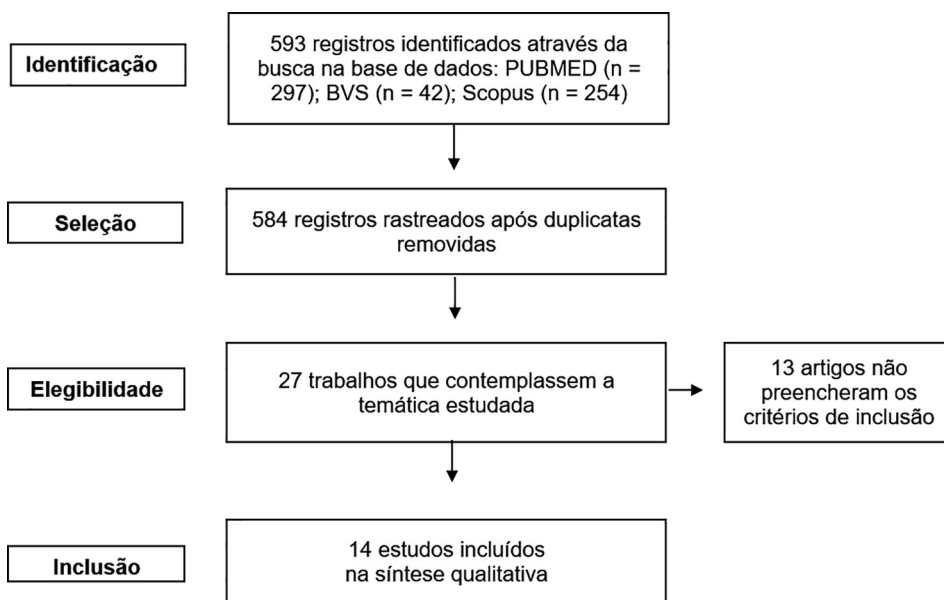 Identificação
593 registros identificados através da
busca na base de dados: PUBMED (n =
297); BVS (n = 42); Scopus (n = 254)
Seleção
584 registros rastreados após duplicatas
removidas
Elegibilidade
27 trabalhos que contemplassem a
temática estudada
13 artigos não
preencheram os
critérios de inclusão
Inclusão
14 estudos incluídos
na síntese qualitativa